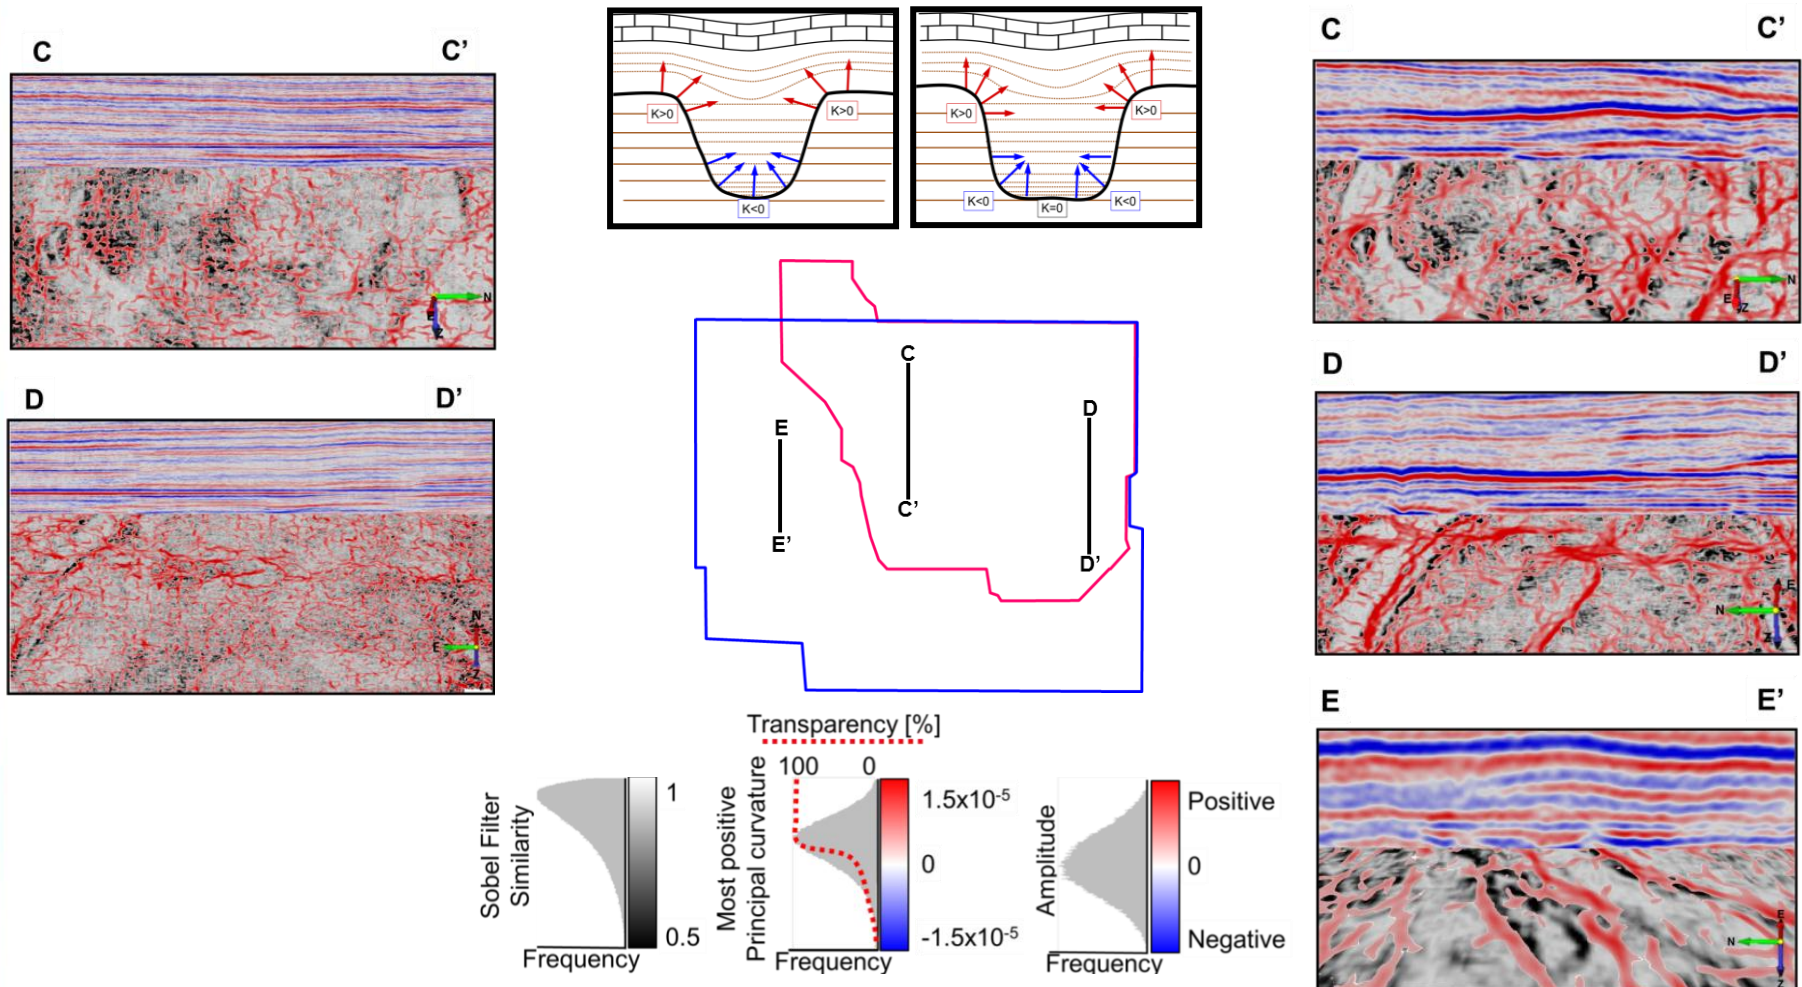 C C’
N
E
Z
D D’
N
E
Z
K>0
K>0
K<0
K>0
K>0
K<0
K=0
K<0
C
C’
D
D’
E
E’
C C’
N
E
Z
D D’
E
N
Z
E E’
E
N
Z
Sobel Filter
Similarity
1
0.5
Frequency
Transparency [%]
100 0
Most positive
Principal curvature
1.5x10-5
0
-1.5x10-5
Frequency
Amplitude
Positive
0
Negative
Frequency